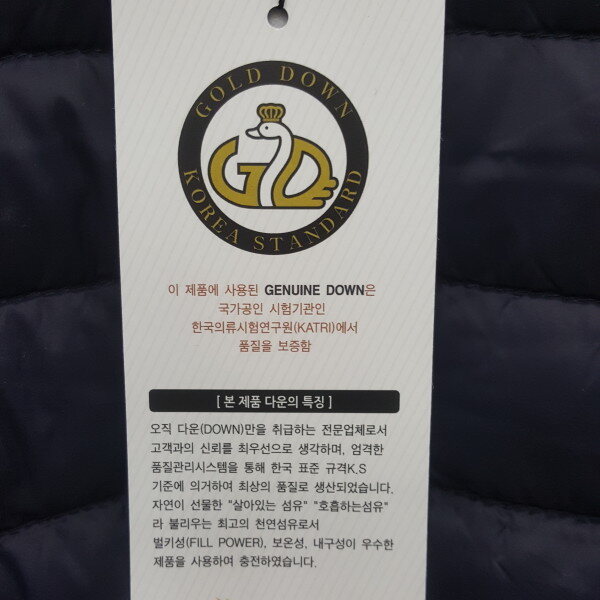 GOLD DOWN
GD
KOREA STANDARD
이 제품에 사용된 GENUINE DOWN은
국가공인 시험기관인
한국의류시험연구원(KATRI)에서
품질을 보증함
[ 본 제품 다운의 특징 ]
오직 다운(DOWN)만을 취급하는 전문업체로서
고객과의 신뢰를 최우선으로 생각하며, 엄격한
품질관리시스템을 통해 한국 표준 규격K.S
기준에 의거하여 최상의 품질로 생산되었습니다.
자연이 선물한 "살아있는 섬유" "호흡하는섬유"
라 불리우는 최고의 천연섬유로서
벌키성(FILL POWER), 보온성, 내구성이 우수한
제품을 사용하여 충전하였습니다.